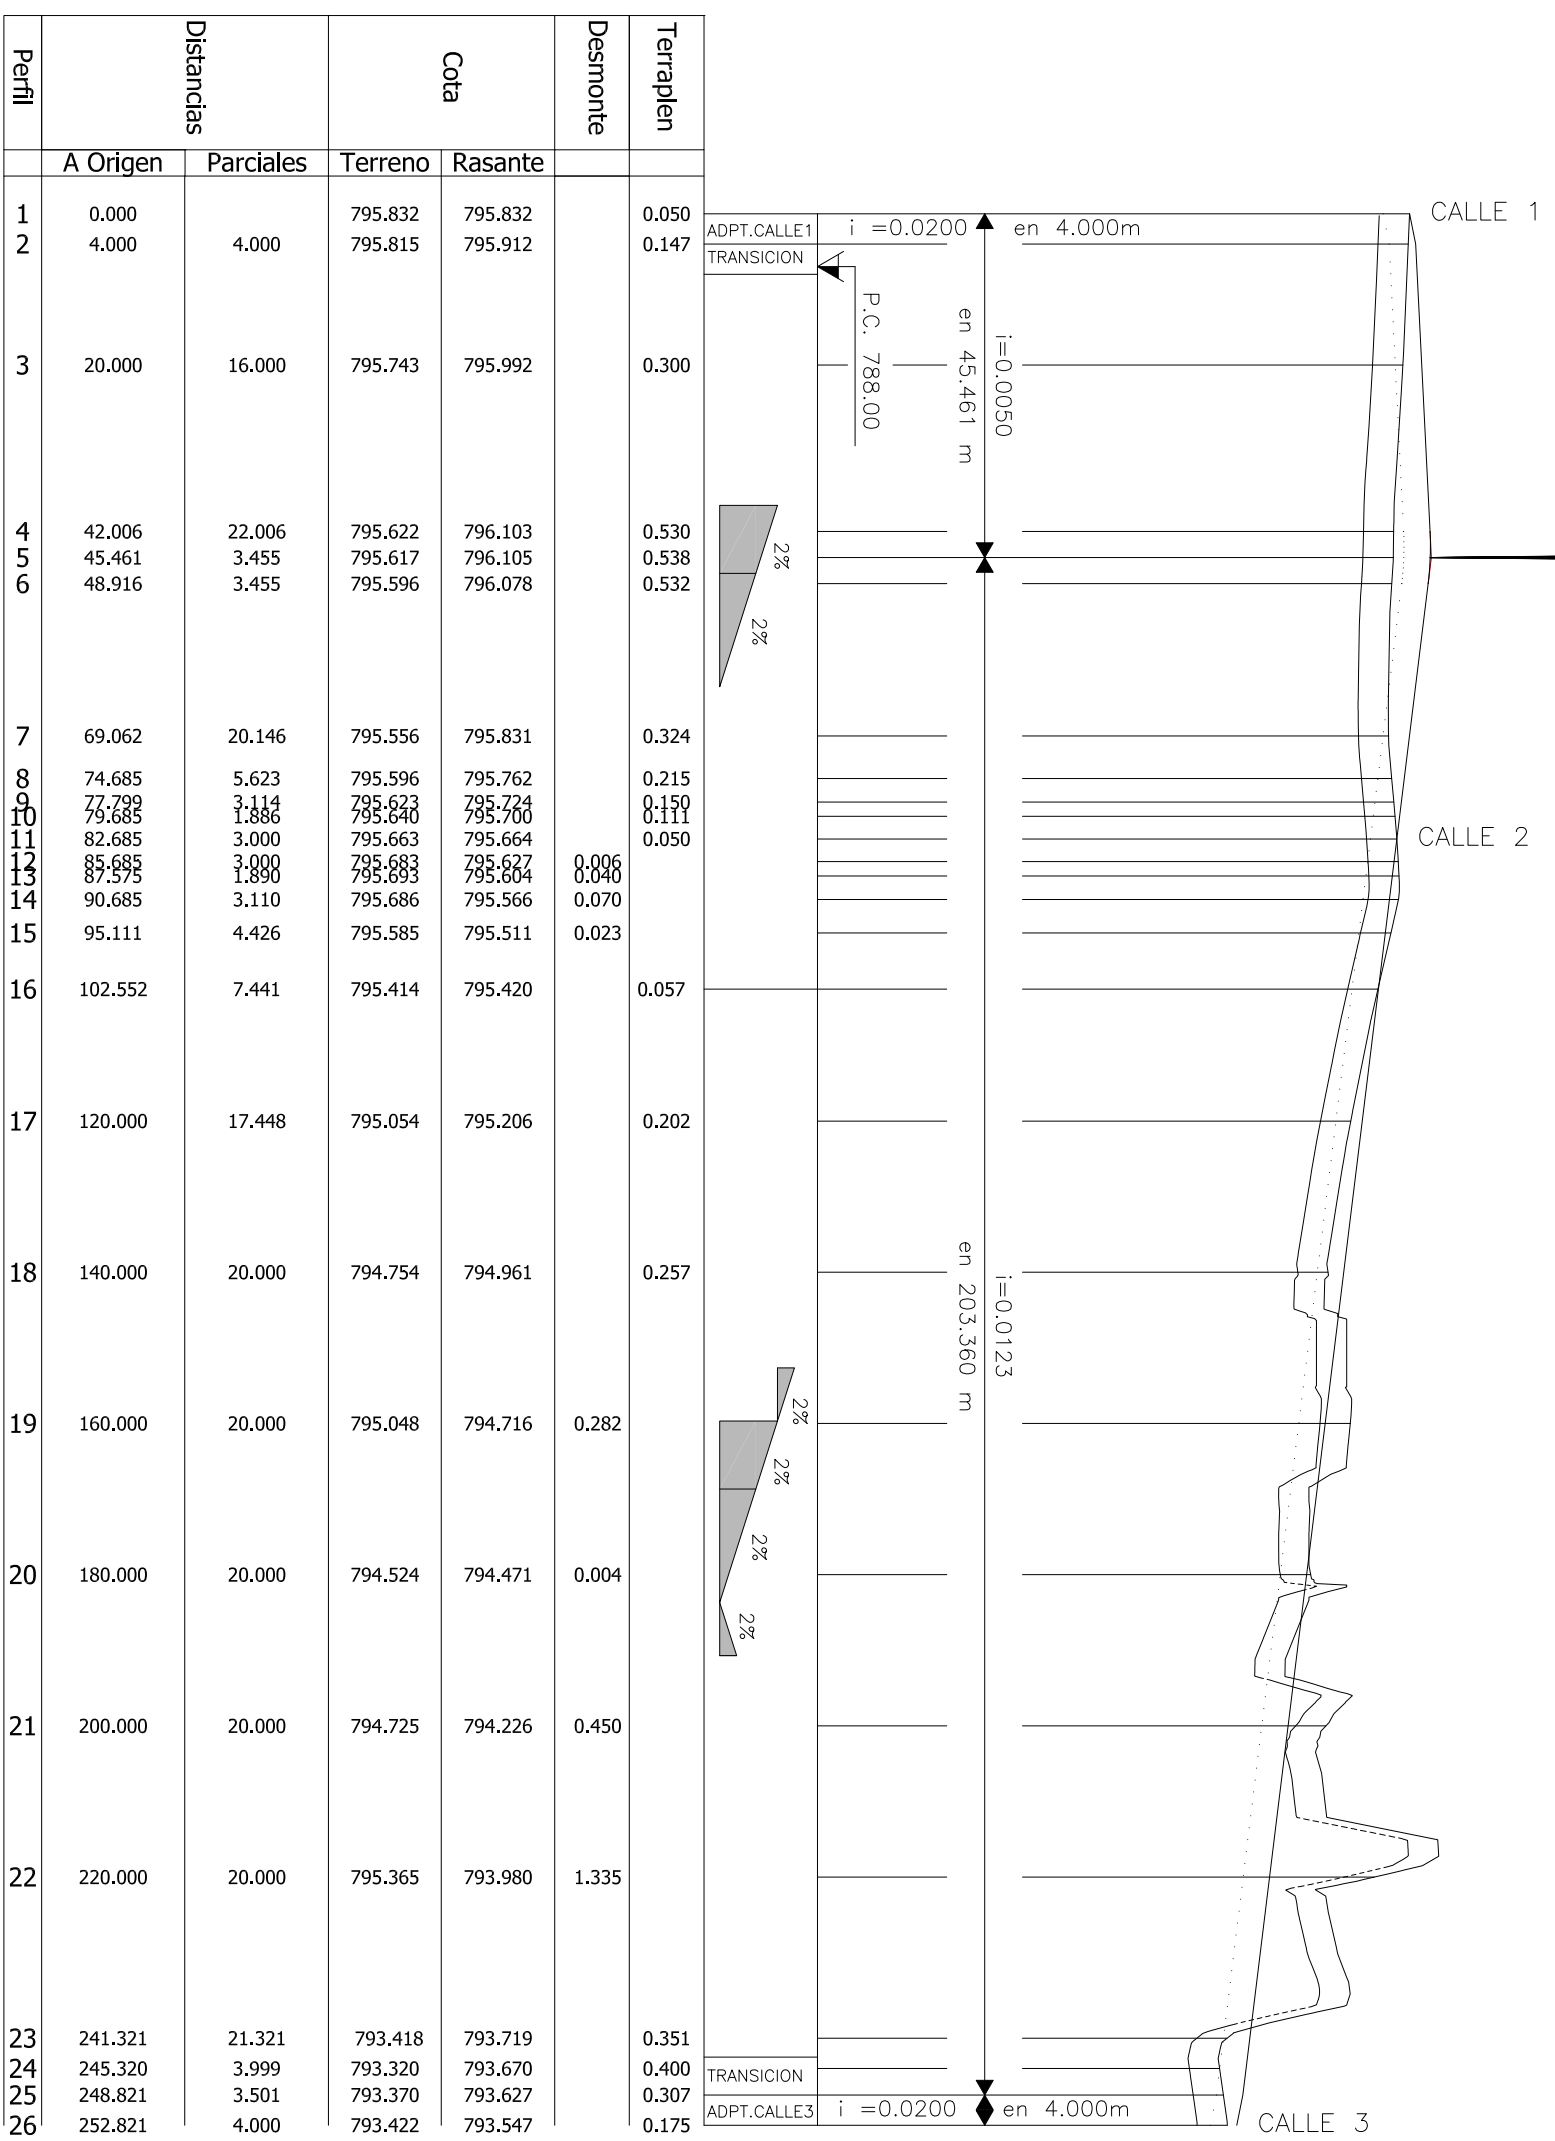 Perfil Distancias Cota Desmonte Terraplen
A Origen Parciales Terreno Rasante
1 0.000 795.832 795.832 0.050
2 4.000 4.000 795.815 795.912 0.147
3 20.000 16.000 795.743 795.992 0.300
4 42.006 22.006 795.622 796.103 0.530
5 45.461 3.455 795.617 796.105 0.538
6 48.916 3.455 795.596 796.078 0.532
7 69.062 20.146 795.556 795.831 0.324
8 74.685 5.623 795.596 795.762 0.215
9 77.799 3.114 795.623 795.724 0.150
10 79.685 1.886 795.640 795.700 0.111
11 82.685 3.000 795.663 795.664 0.050
12 85.685 3.000 795.683 795.627 0.006
13 87.575 1.890 795.693 795.604 0.040
14 90.685 3.110 795.686 795.566 0.070
15 95.111 4.426 795.585 795.511 0.023
16 102.552 7.441 795.414 795.420 0.057
17 120.000 17.448 795.054 795.206 0.202
18 140.000 20.000 794.754 794.961 0.257
19 160.000 20.000 795.048 794.716 0.282
20 180.000 20.000 794.524 794.471 0.004
21 200.000 20.000 794.725 794.226 0.450
22 220.000 20.000 795.365 793.980 1.335
23 241.321 21.321 793.418 793.719 0.351
24 245.320 3.999 793.320 793.670 0.400
25 248.821 3.501 793.370 793.627 0.307
26 252.821 4.000 793.422 793.547 0.175
CALLE 1
ADPT.CALLE1 i =0.0200 en 4.000m
TRANSICION
P.C. 788.00
i=0.0050
en 45.461 m
2%
2%
CALLE 2
i=0.0123
en 203.360 m
2%
2%
2%
2%
TRANSICION
ADPT.CALLE3 i =0.0200 en 4.000m
CALLE 3